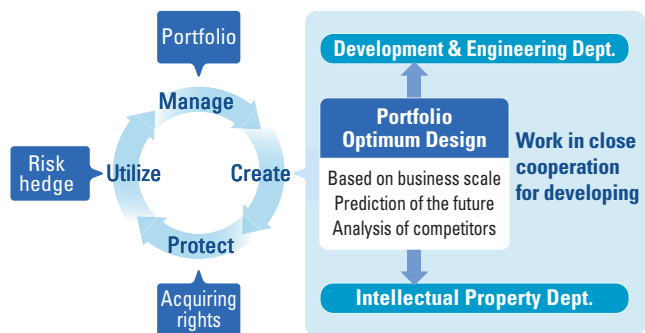 Portfolio
Manage
Risk
hedge
Utilize
Create
Protect
Acquiring
rights
Development & Engineering Dept.
Portfolio
Optimum Design
Based on business scale
Prediction of the future
Analysis of competitors
Work in close
cooperation
for developing
Intellectual Property Dept.